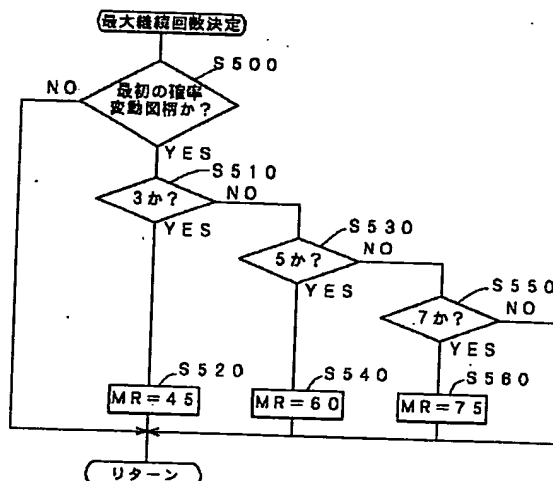 最大継続回数決定
S500
NO
最初の確率
変動図柄か?
YES
S510
3か?
NO
YES
S530
5か?
NO
YES
S550
7か?
NO
YES
S520
MR=45
S540
MR=60
S560
MR=75
リターン